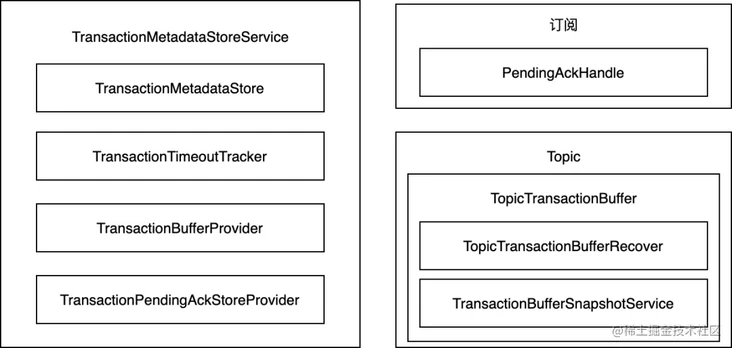 TransactionMetadataStoreService
TransactionMetadataStore
TransactionTimeoutTracker
TransactionBufferProvider
TransactionPendingAckStoreProvider
订阅
PendingAckHandle
Topic
TopicTransactionBuffer
TopicTransactionBufferRecover
TransactionBufferSnapshotService
@稀土掘金技术社区